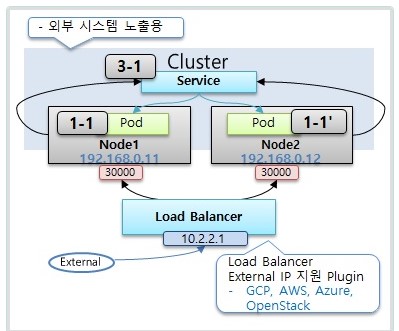 - 외부 시스템 노출용
3-1 Cluster
Service
1-1 Pod
Pod 1-1'
Node1
192.168.0.11
Node2
192.168.0.12
30000
30000
Load Balancer
10.2.2.1
External
Load Balancer
External IP 지원 Plugin
- GCP, AWS, Azure,
OpenStack